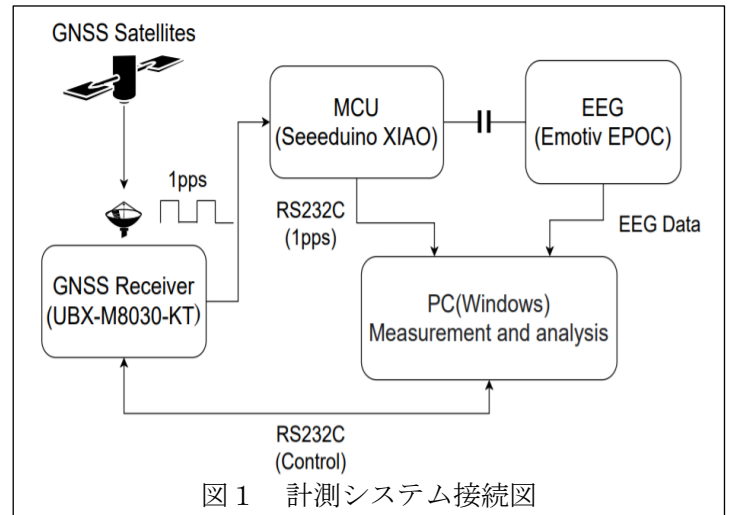 GNSS Satellites
1pps
MCU
(Seeeduino XIAO)
EEG
(Emotiv EPOC)
RS232C
(1pps)
EEG Data
GNSS Receiver
(UBX-M8030-KT)
PC(Windows)
Measurement and analysis
RS232C
(Control)
図１　計測システム接続図